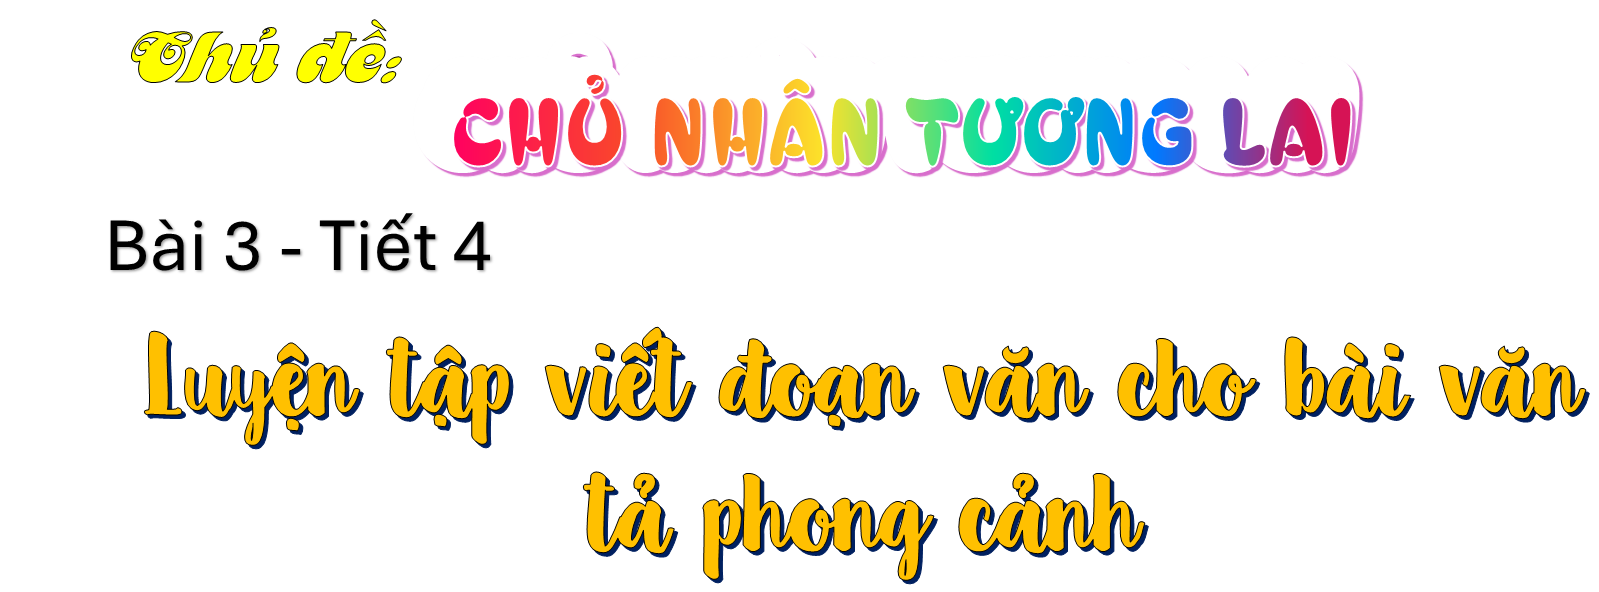 Chủ đề:
CHỦ NHÂN TƯƠNG LAI
Bài 3 - Tiết 4
Luyện tập viết đoạn văn cho bài văn
tả phong cảnh